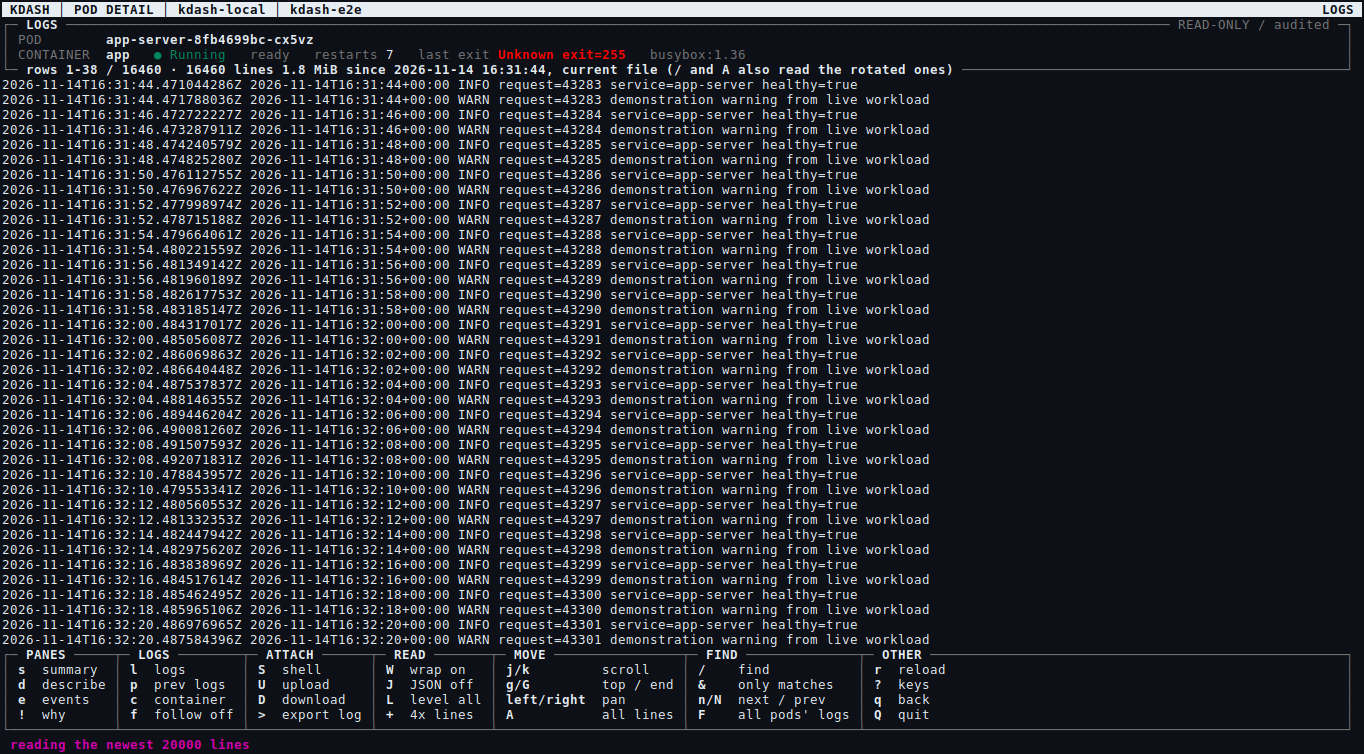 KDASH │ POD DETAIL │ kdash-local │ kdash-e2e LOGS
LOGS READ-ONLY / audited
POD app-server-8fb4699bc-cx5vz
CONTAINER app ● Running ready restarts 7 last exit Unknown exit=255 busybox:1.36
rows 1-38 / 16460 · 16460 lines 1.8 MiB since 2026-11-14 16:31:44, current file (/ and A also read the rotated ones)
2026-11-14T16:31:44.471044286Z 2026-11-14T16:31:44+00:00 INFO request=43283 service=app-server healthy=true
2026-11-14T16:31:44.471788036Z 2026-11-14T16:31:44+00:00 WARN request=43283 demonstration warning from live workload
2026-11-14T16:31:46.472722227Z 2026-11-14T16:31:46+00:00 INFO request=43284 service=app-server healthy=true
2026-11-14T16:31:46.473287911Z 2026-11-14T16:31:46+00:00 WARN request=43284 demonstration warning from live workload
2026-11-14T16:31:48.474240579Z 2026-11-14T16:31:48+00:00 INFO request=43285 service=app-server healthy=true
2026-11-14T16:31:48.474825280Z 2026-11-14T16:31:48+00:00 WARN request=43285 demonstration warning from live workload
2026-11-14T16:31:50.476112755Z 2026-11-14T16:31:50+00:00 INFO request=43286 service=app-server healthy=true
2026-11-14T16:31:50.476967622Z 2026-11-14T16:31:50+00:00 WARN request=43286 demonstration warning from live workload
2026-11-14T16:31:52.477998974Z 2026-11-14T16:31:52+00:00 INFO request=43287 service=app-server healthy=true
2026-11-14T16:31:52.478715188Z 2026-11-14T16:31:52+00:00 WARN request=43287 demonstration warning from live workload
2026-11-14T16:31:54.479664061Z 2026-11-14T16:31:54+00:00 INFO request=43288 service=app-server healthy=true
2026-11-14T16:31:54.480221559Z 2026-11-14T16:31:54+00:00 WARN request=43288 demonstration warning from live workload
2026-11-14T16:31:56.481349142Z 2026-11-14T16:31:56+00:00 INFO request=43289 service=app-server healthy=true
2026-11-14T16:31:56.481960189Z 2026-11-14T16:31:56+00:00 WARN request=43289 demonstration warning from live workload
2026-11-14T16:31:58.482617753Z 2026-11-14T16:31:58+00:00 INFO request=43290 service=app-server healthy=true
2026-11-14T16:31:58.483185147Z 2026-11-14T16:31:58+00:00 WARN request=43290 demonstration warning from live workload
2026-11-14T16:32:00.484317017Z 2026-11-14T16:32:00+00:00 INFO request=43291 service=app-server healthy=true
2026-11-14T16:32:00.485056087Z 2026-11-14T16:32:00+00:00 WARN request=43291 demonstration warning from live workload
2026-11-14T16:32:02.486069863Z 2026-11-14T16:32:02+00:00 INFO request=43292 service=app-server healthy=true
2026-11-14T16:32:02.486640448Z 2026-11-14T16:32:02+00:00 WARN request=43292 demonstration warning from live workload
2026-11-14T16:32:04.487537837Z 2026-11-14T16:32:04+00:00 INFO request=43293 service=app-server healthy=true
2026-11-14T16:32:04.488146355Z 2026-11-14T16:32:04+00:00 WARN request=43293 demonstration warning from live workload
2026-11-14T16:32:06.489446204Z 2026-11-14T16:32:06+00:00 INFO request=43294 service=app-server healthy=true
2026-11-14T16:32:06.490081260Z 2026-11-14T16:32:06+00:00 WARN request=43294 demonstration warning from live workload
2026-11-14T16:32:08.491507593Z 2026-11-14T16:32:08+00:00 INFO request=43295 service=app-server healthy=true
2026-11-14T16:32:08.492071831Z 2026-11-14T16:32:08+00:00 WARN request=43295 demonstration warning from live workload
2026-11-14T16:32:10.478843957Z 2026-11-14T16:32:10+00:00 INFO request=43296 service=app-server healthy=true
2026-11-14T16:32:10.479553341Z 2026-11-14T16:32:10+00:00 WARN request=43296 demonstration warning from live workload
2026-11-14T16:32:12.480560553Z 2026-11-14T16:32:12+00:00 INFO request=43297 service=app-server healthy=true
2026-11-14T16:32:12.481332353Z 2026-11-14T16:32:12+00:00 WARN request=43297 demonstration warning from live workload
2026-11-14T16:32:14.482447942Z 2026-11-14T16:32:14+00:00 INFO request=43298 service=app-server healthy=true
2026-11-14T16:32:14.482975620Z 2026-11-14T16:32:14+00:00 WARN request=43298 demonstration warning from live workload
2026-11-14T16:32:16.483838969Z 2026-11-14T16:32:16+00:00 INFO request=43299 service=app-server healthy=true
2026-11-14T16:32:16.484517614Z 2026-11-14T16:32:16+00:00 WARN request=43299 demonstration warning from live workload
2026-11-14T16:32:18.485462495Z 2026-11-14T16:32:18+00:00 INFO request=43300 service=app-server healthy=true
2026-11-14T16:32:18.485965106Z 2026-11-14T16:32:18+00:00 WARN request=43300 demonstration warning from live workload
2026-11-14T16:32:20.486976965Z 2026-11-14T16:32:20+00:00 INFO request=43301 service=app-server healthy=true
2026-11-14T16:32:20.487584396Z 2026-11-14T16:32:20+00:00 WARN request=43301 demonstration warning from live workload
PANES LOGS ATTACH READ MOVE FIND OTHER
s summary l logs S shell W wrap on j/k scroll / find r reload
d describe p prev logs U upload J JSON off g/G top / end & only matches ? keys
e events c container D download L level all left/right pan n/N next / prev q back
! why f follow off > export log + 4x lines A all lines F all pods' logs Q quit
reading the newest 20000 lines